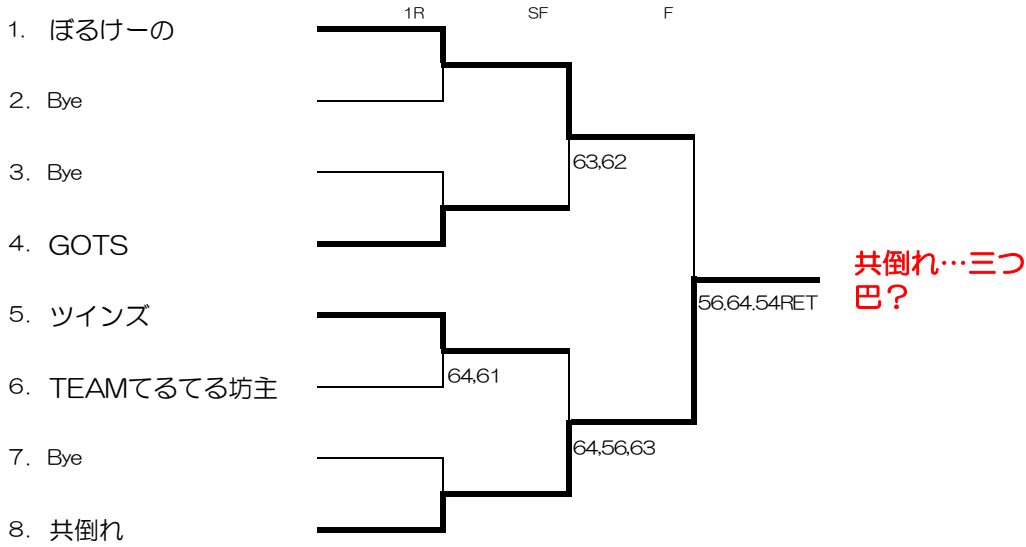 1R SF F
1. ぼるけーの
2. Bye
63,62
3. Bye
4. GOTS
共倒れ…三つ
巴？
56.64.54RET
5. ツインズ
64,61
6. TEAMてるてる坊主
64,56,63
7. Bye
8. 共倒れ